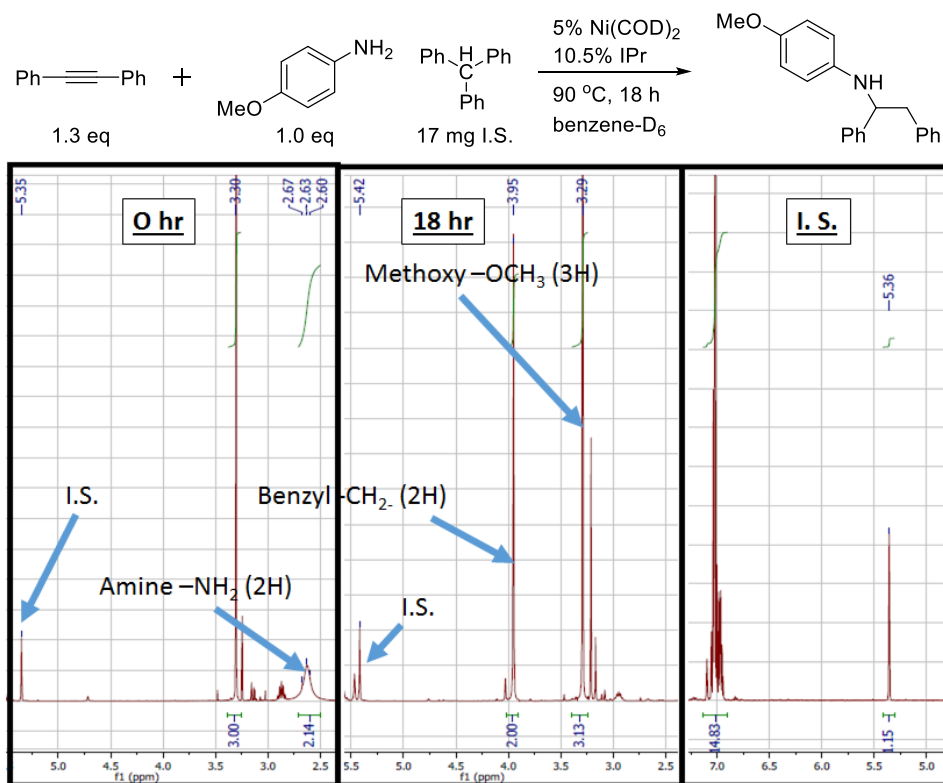 Ph
Ph
+
1.3 eq
NH2
MeO
1.0 eq
Ph
H
C
Ph
Ph
17 mg I.S.
5% Ni(COD)2
10.5% IPr
90 °C, 18 h
benzene-D6
MeO
NH
Ph
Ph
5.35
3.30
2.67
2.63
2.60
O hr
I.S.
Amine –NH2 (2H)
3.00
2.14
5.0 4.5 4.0 3.5 3.0 2.5
f1 (ppm)
5.42
3.95
3.29
18 hr
Methoxy –OCH3 (3H)
Benzyl -CH2- (2H)
I.S.
2.00
3.13
5.5 5.0 4.5 4.0 3.5 3.0 2.5
f1 (ppm)
I. S.
5.36
14.83
1.15
7.0 6.5 6.0 5.5 5.0
f1 (ppm)